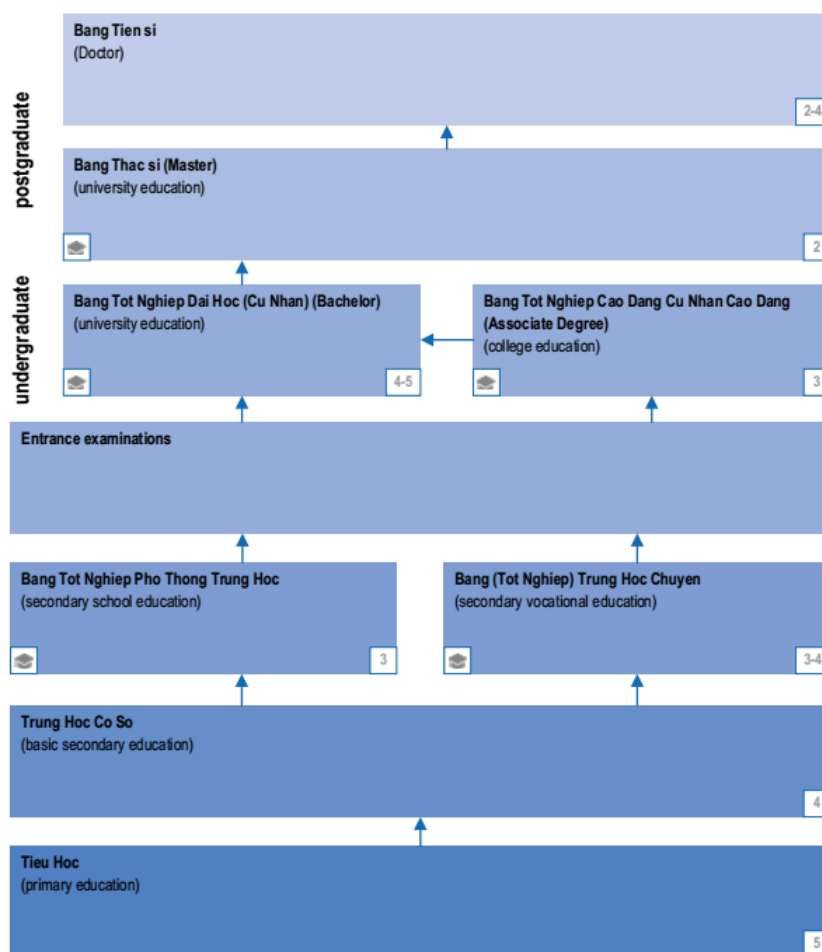 postgraduate
Bang Tien si
(Doctor)
2-4
Bang Thac si (Master)
(university education)
2
undergraduate
Bang Tot Nghiep Dai Hoc (Cu Nhan) (Bachelor)
(university education)
4-5
Bang Tot Nghiep Cao Dang Cu Nhan Cao Dang
(Associate Degree)
(college education)
3
Entrance examinations
Bang Tot Nghiep Pho Thong Trung Hoc
(secondary school education)
3
Bang (Tot Nghiep) Trung Hoc Chuyen
(secondary vocational education)
3-4
Trung Hoc Co So
(basic secondary education)
4
Tieu Hoc
(primary education)
5